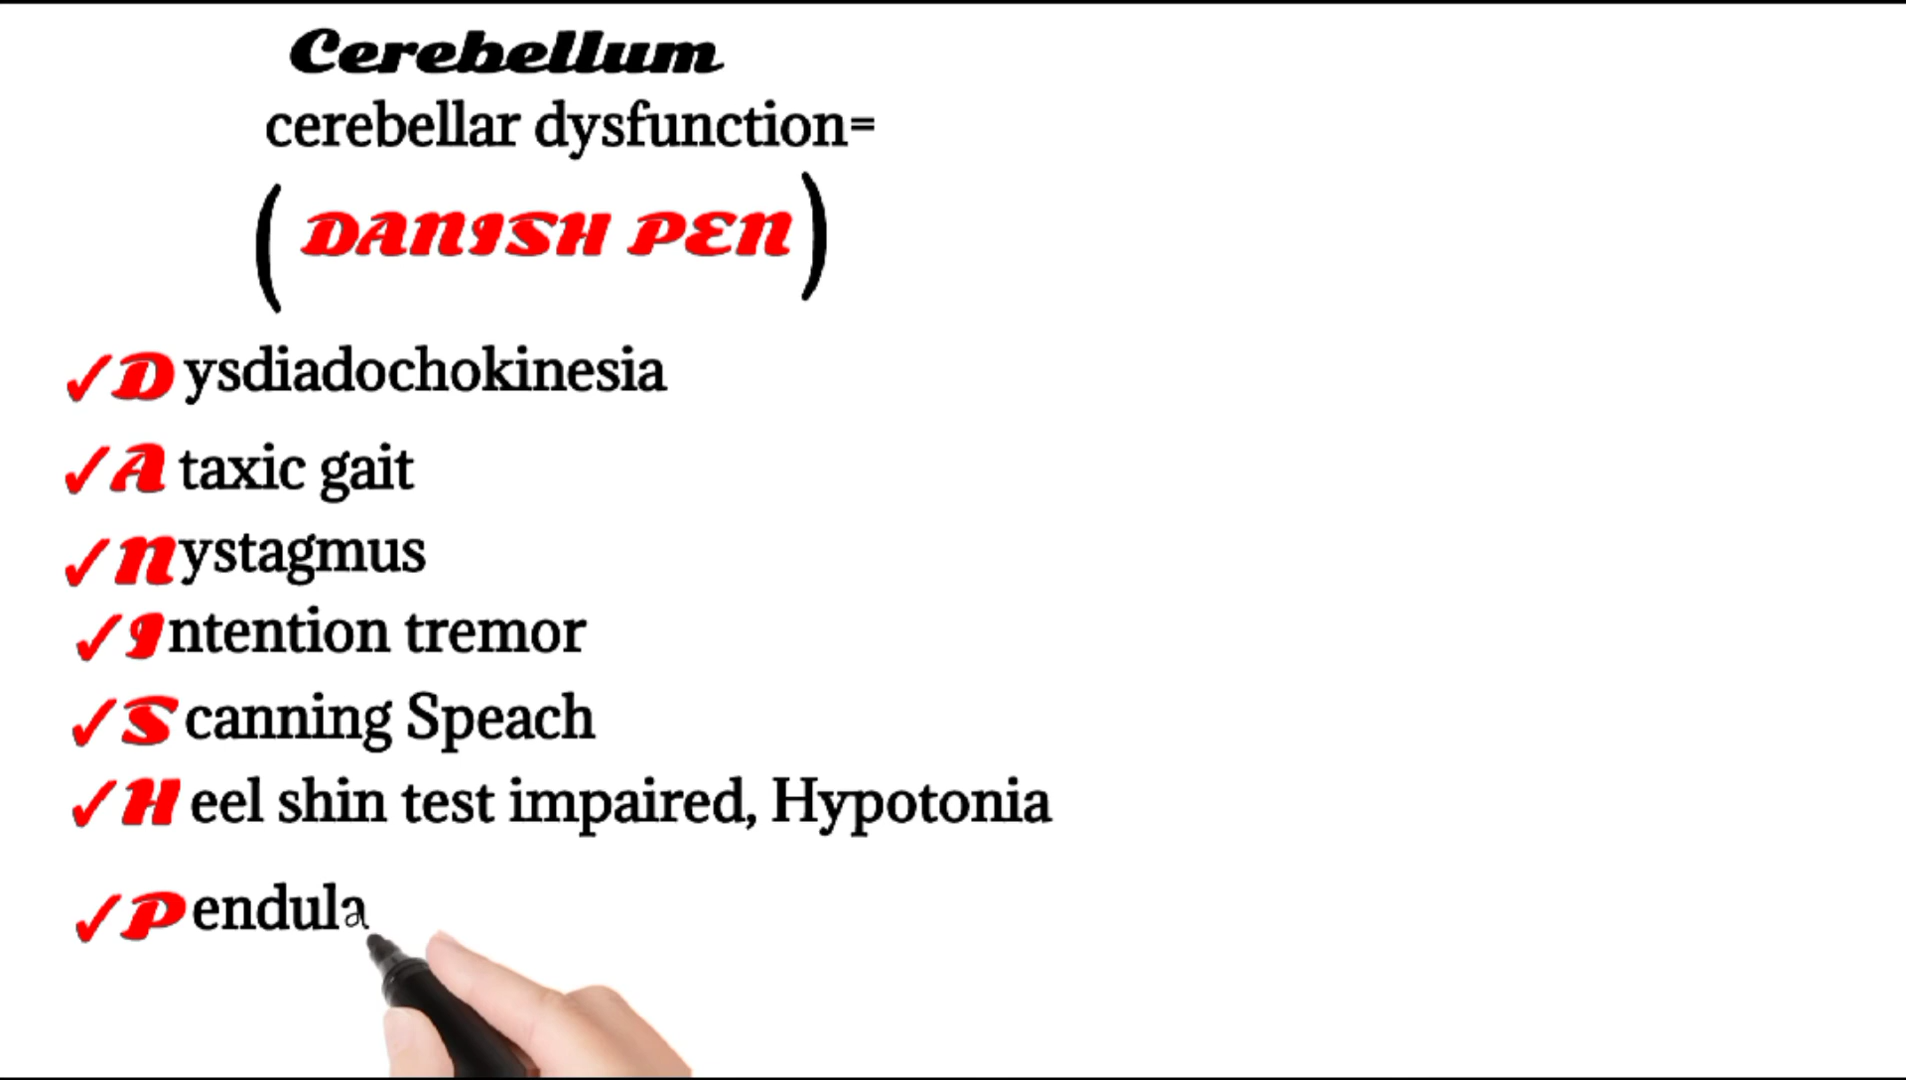 Cerebellum
cerebellar dysfunction=
( DANISH PEN )
✓Dysdiadochokinesia
✓Ataxic gait
✓Nystagmus
✓Intention tremor
✓Scanning Speach
✓Heel shin test impaired, Hypotonia
✓Pendula